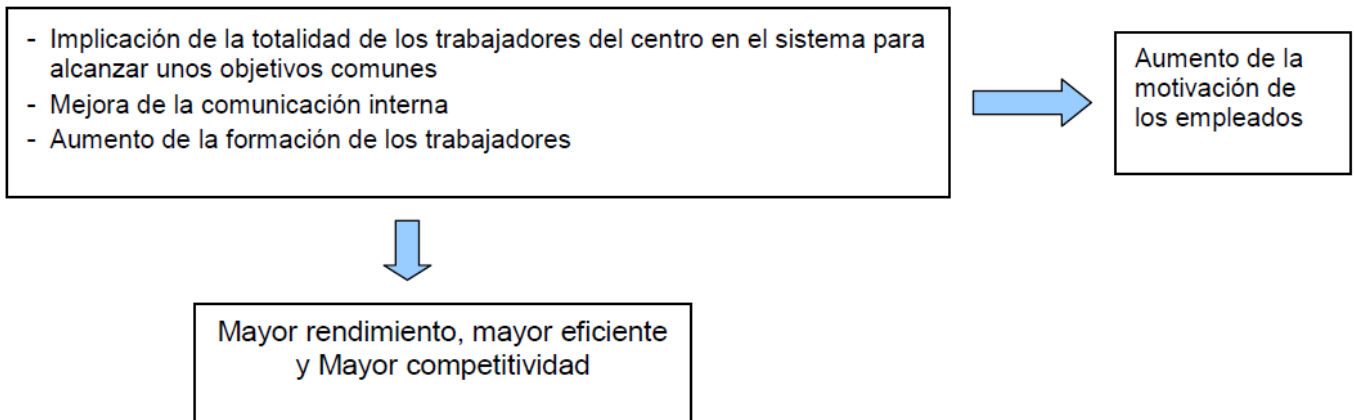 - Implicación de la totalidad de los trabajadores del centro en el sistema para
alcanzar unos objetivos comunes
- Mejora de la comunicación interna
- Aumento de la formación de los trabajadores
Aumento de la
motivación de
los empleados
Mayor rendimiento, mayor eficiente
y Mayor competitividad